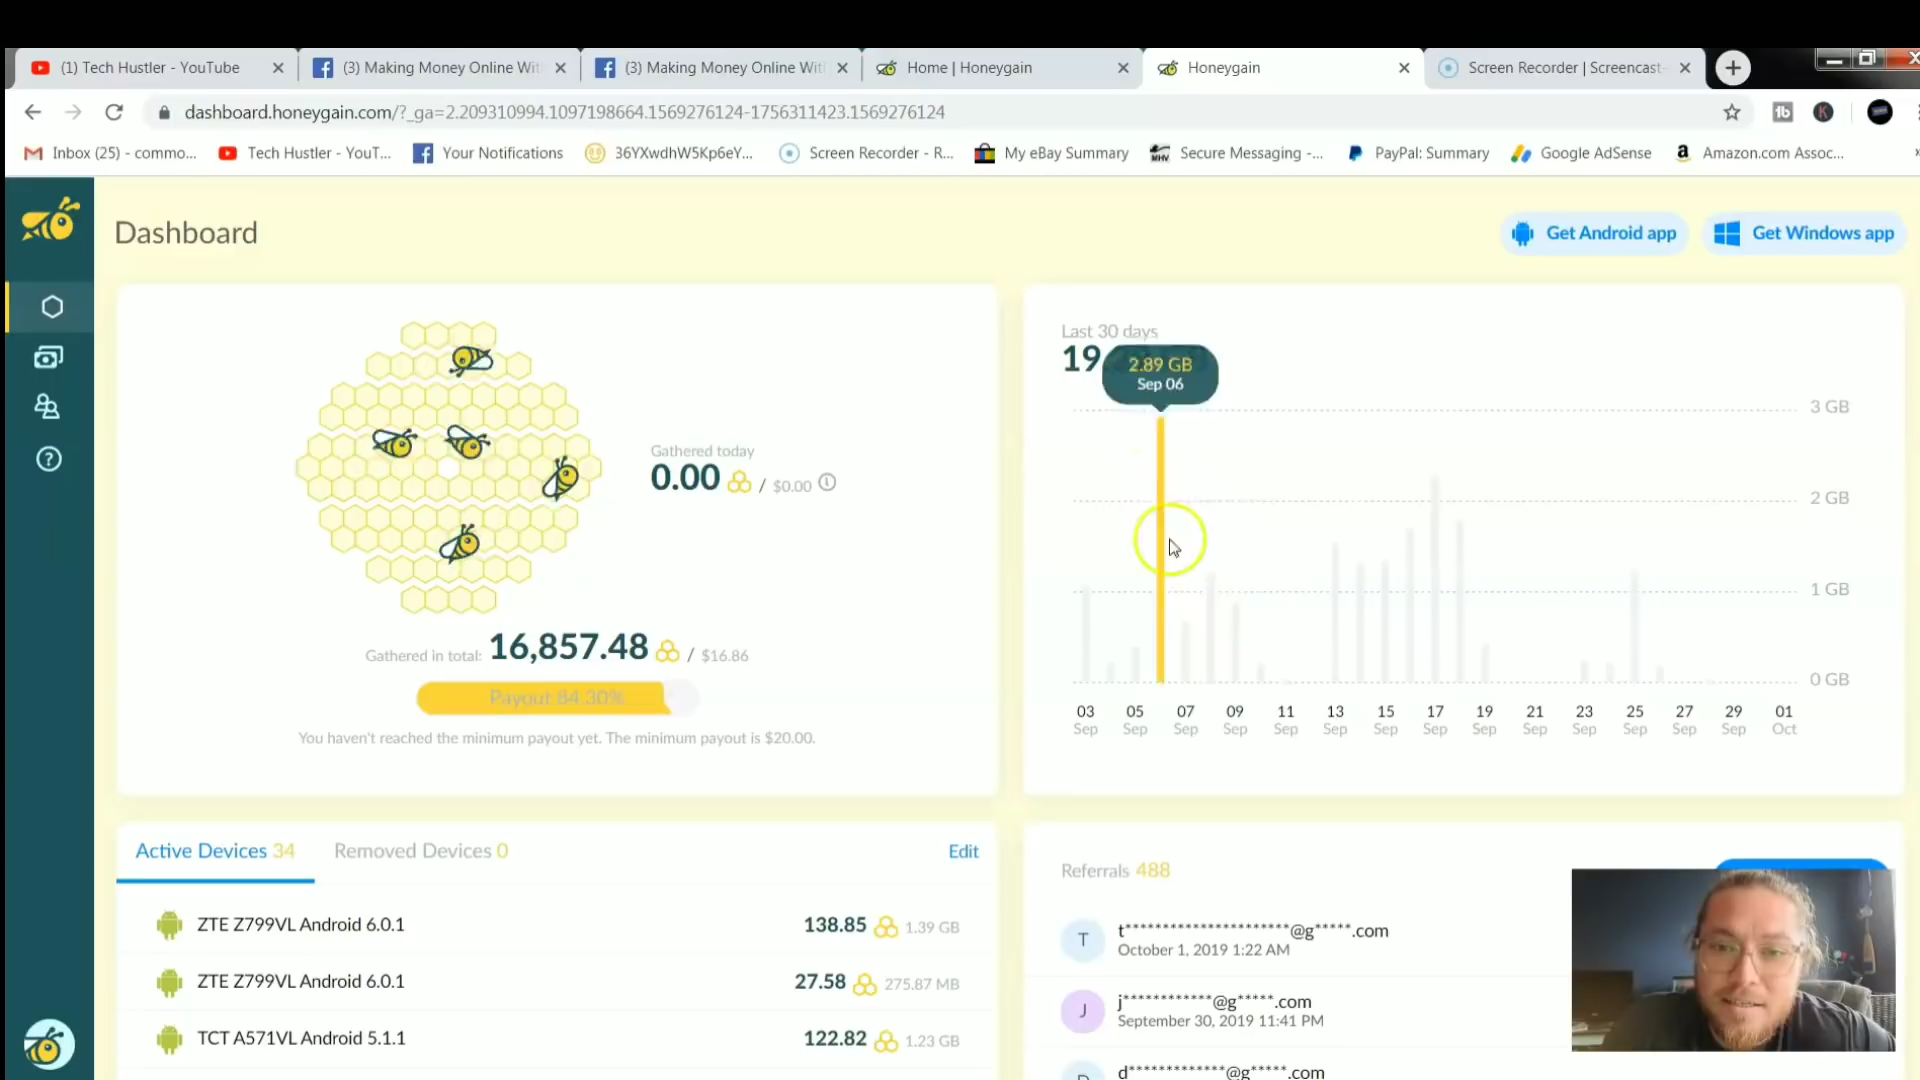 (1) Tech Hustler - YouTube
(3) Making Money Online Wit
(3) Making Money Online Wit
Home | Honeygain
Honeygain
Screen Recorder | Screencast-
dashboard.honeygain.com/?_ga=2.209310994.1097198664.1569276124-1756311423.1569276124
Inbox (25) - commo...
Tech Hustler - YouT...
Your Notifications
36YXwdhW5Kp6eY...
Screen Recorder - R...
My eBay Summary
MHV
Secure Messaging -...
PayPal: Summary
Google AdSense
Amazon.com Assoc...
Dashboard
Get Android app
Get Windows app
Gathered today
0.00 / $0.00
Gathered in total: 16,857.48 / $16.86
Payout 84.30%
You haven't reached the minimum payout yet. The minimum payout is $20.00.
Last 30 days
19
2.89 GB
Sep 06
3 GB
2 GB
1 GB
0 GB
03 05 07 09 11 13 15 17 19 21 23 25 27 29 01
Sep Sep Sep Sep Sep Sep Sep Sep Sep Sep Sep Sep Sep Sep Oct
Active Devices 34
Removed Devices 0
Edit
ZTE Z799VL Android 6.0.1
138.85 1.39 GB
ZTE Z799VL Android 6.0.1
27.58 275.87 MB
TCT A571VL Android 5.1.1
122.82 1.23 GB
Referrals 488
T
t**********************@g*****.com
October 1, 2019 1:22 AM
J
j************@g*****.com
September 30, 2019 11:41 PM
D
d*************@g*****.com